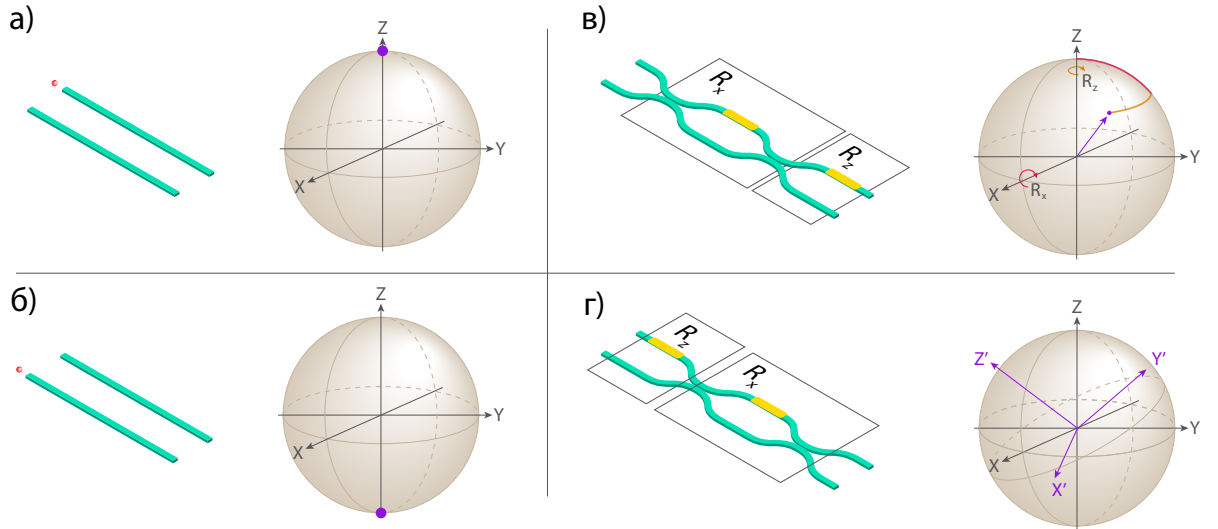 а)
Z
Y
X
в)
Rx
Rz
Z
Rz
Y
X
Rx
б)
Z
Y
X
г)
Rz
Rx
Z
Z'
Y'
Y
X
X'